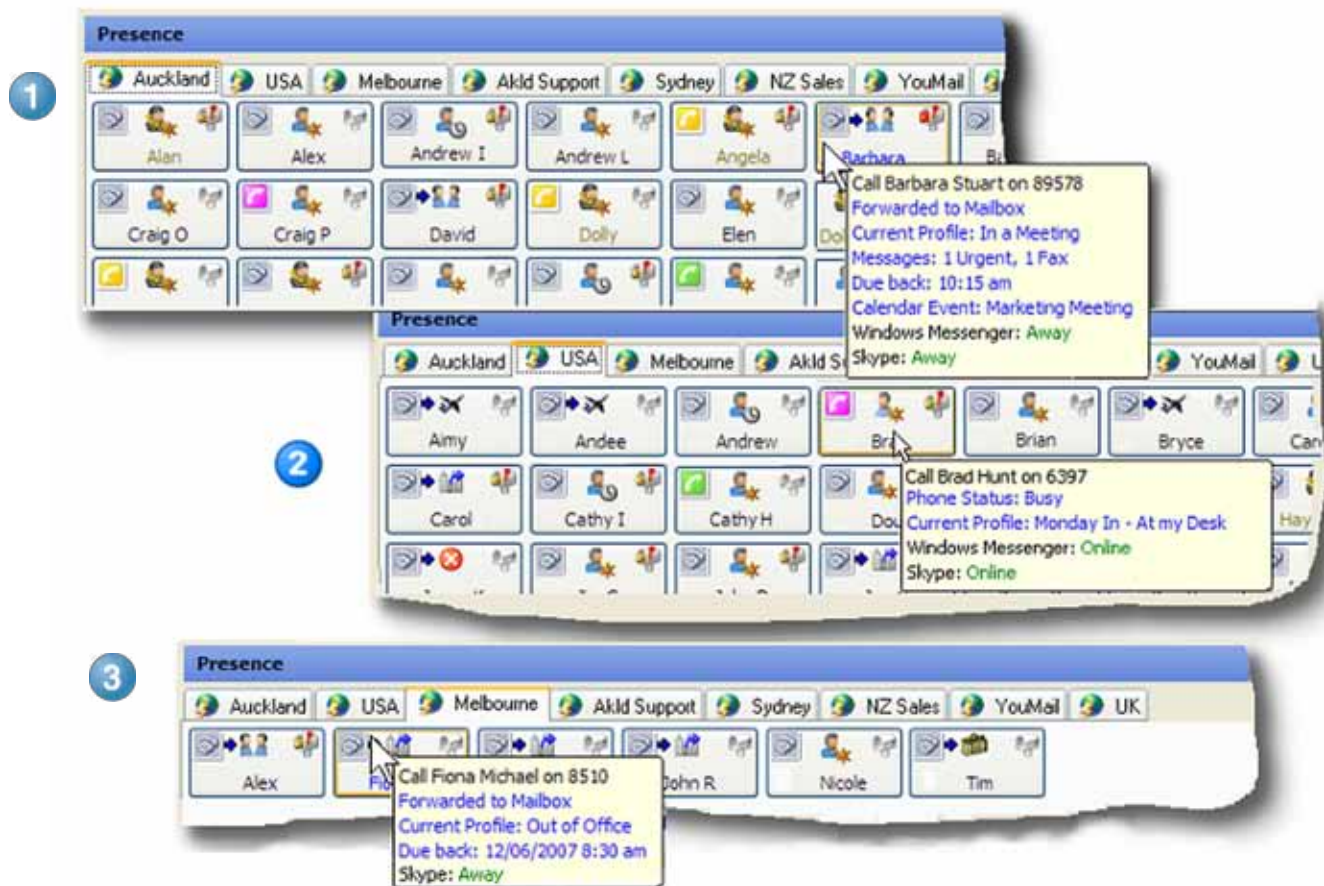 Presence
1
Auckland USA Melbourne Akld Support Sydney NZ Sales YouMail
Alan Alex Andrew I Andrew L Angela Barbara
Call Barbara Stuart on 89578
Forwarded to Mailbox
Current Profile: In a Meeting
Messages: 1 Urgent, 1 Fax
Due back: 10:15 am
Calendar Event: Marketing Meeting
Windows Messenger: Away
Skype: Away
Craig O Craig P David Dolly Elen
Presence
Auckland USA Melbourne YouMail
2
Aimy Andee Andrew Brian Bryce
Call Brad Hunt on 6397
Phone Status: Busy
Current Profile: Monday In - At my Desk
Windows Messenger: Online
Skype: Online
Carol Cathy I Cathy H
3
Presence
Auckland USA Melbourne Akld Support Sydney NZ Sales YouMail UK
Alex John R Nicole Tim
Call Fiona Michael on 8510
Forwarded to Mailbox
Current Profile: Out of Office
Due back: 12/06/2007 8:30 am
Skype: Away